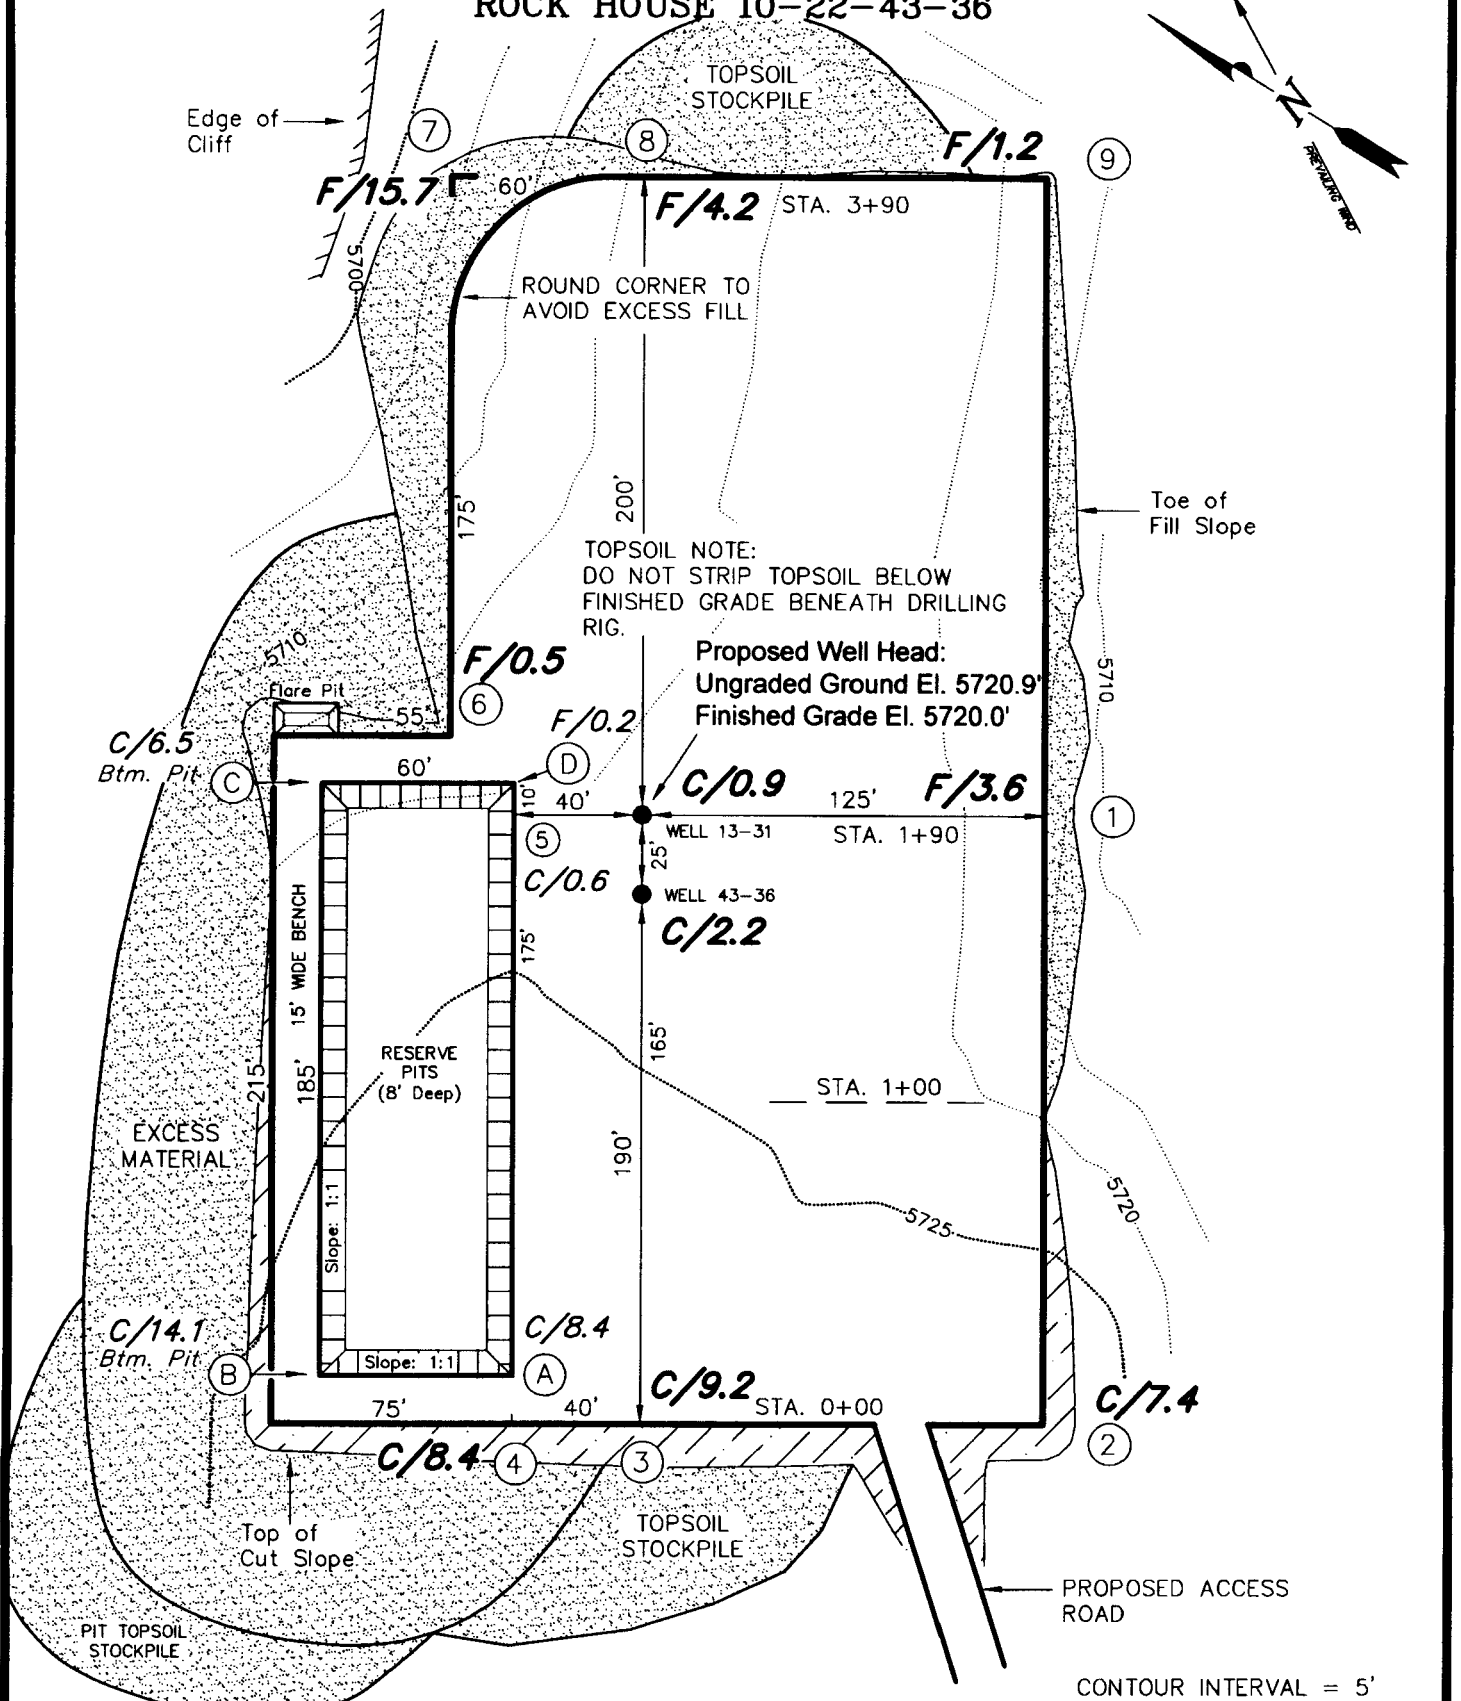 ROCK HOUSE 10-22-43-36
TOPSOIL
STOCKPILE
Edge of
Cliff
7
8
9
F/1.2
N
PREVAILING WIND
F/15.7
60'
F/4.2
STA. 3+90
5700
ROUND CORNER TO
AVOID EXCESS FILL
175'
200'
Toe of
Fill Slope
TOPSOIL NOTE:
DO NOT STRIP TOPSOIL BELOW
FINISHED GRADE BENEATH DRILLING
RIG.
5710
F/0.5
Proposed Well Head:
Ungraded Ground El. 5720.9'
Finished Grade El. 5720.0'
5710
Flare Pit
55'
6
F/0.2
C/6.5
Btm. Pit
C
60'
D
10'
40'
C/0.9
125'
F/3.6
1
5
WELL 13-31
STA. 1+90
25'
C/0.6
WELL 43-36
C/2.2
175'
15' WIDE BENCH
185'
215'
RESERVE
PITS
(8' Deep)
165'
STA. 1+00
EXCESS
MATERIAL
190'
Slope: 1:1
5720
5725
C/14.1
Btm. Pit
B
Slope: 1:1
C/8.4
A
C/9.2
STA. 0+00
C/7.4
2
75'
40'
C/8.4
4
3
Top of
Cut Slope
TOPSOIL
STOCKPILE
PROPOSED ACCESS
ROAD
PIT TOPSOIL
STOCKPILE
CONTOUR INTERVAL = 5'